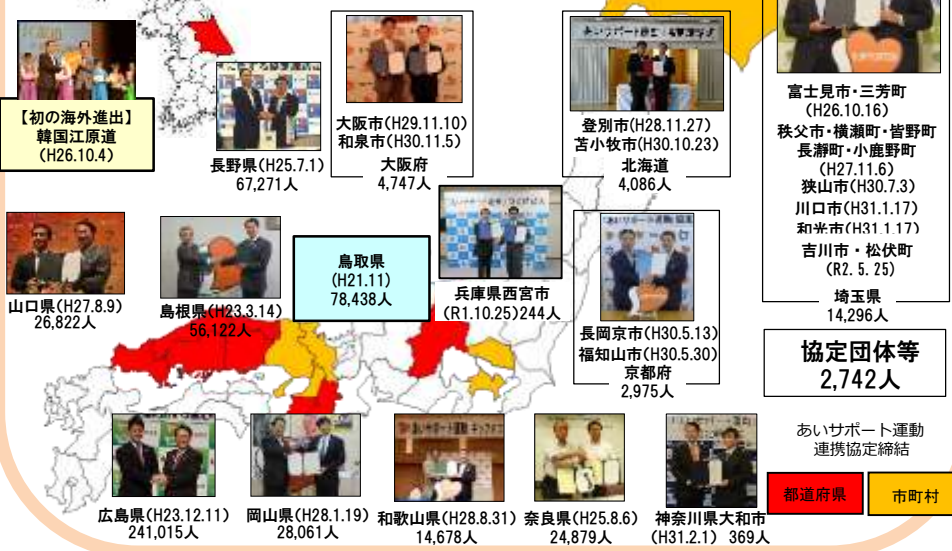 【初の海外進出】
韓国江原道
(H26.10.4)
長野県(H25.7.1)
67,271人
大阪市(H29.11.10)
和泉市(H30.11.5)
大阪府
4,747人
登別市(H28.11.27)
苫小牧市(H30.10.23)
北海道
4,086人
富士見市・三芳町
(H26.10.16)
秩父市・横瀬町・皆野町
長瀞町・小鹿野町
(H27.11.6)
狭山市(H30.7.3)
川口市(H31.1.17)
和光市(H31.1.17)
吉川市・松伏町
(R2.5.25)
埼玉県
14,296人
山口県(H27.8.9)
26,822人
島根県(H23.3.14)
56,122人
鳥取県
(H21.11)
78,438人
兵庫県西宮市
(R1.10.25)244人
長岡京市(H30.5.13)
福知山市(H30.5.30)
京都府
2,975人
協定団体等
2,742人
あいサポート運動
連携協定締結
都道府県
市町村
広島県(H23.12.11)
241,015人
岡山県(H28.1.19)
28,061人
和歌山県(H28.8.31)
14,678人
奈良県(H25.8.6)
24,879人
神奈川県大和市
(H31.2.1) 369人